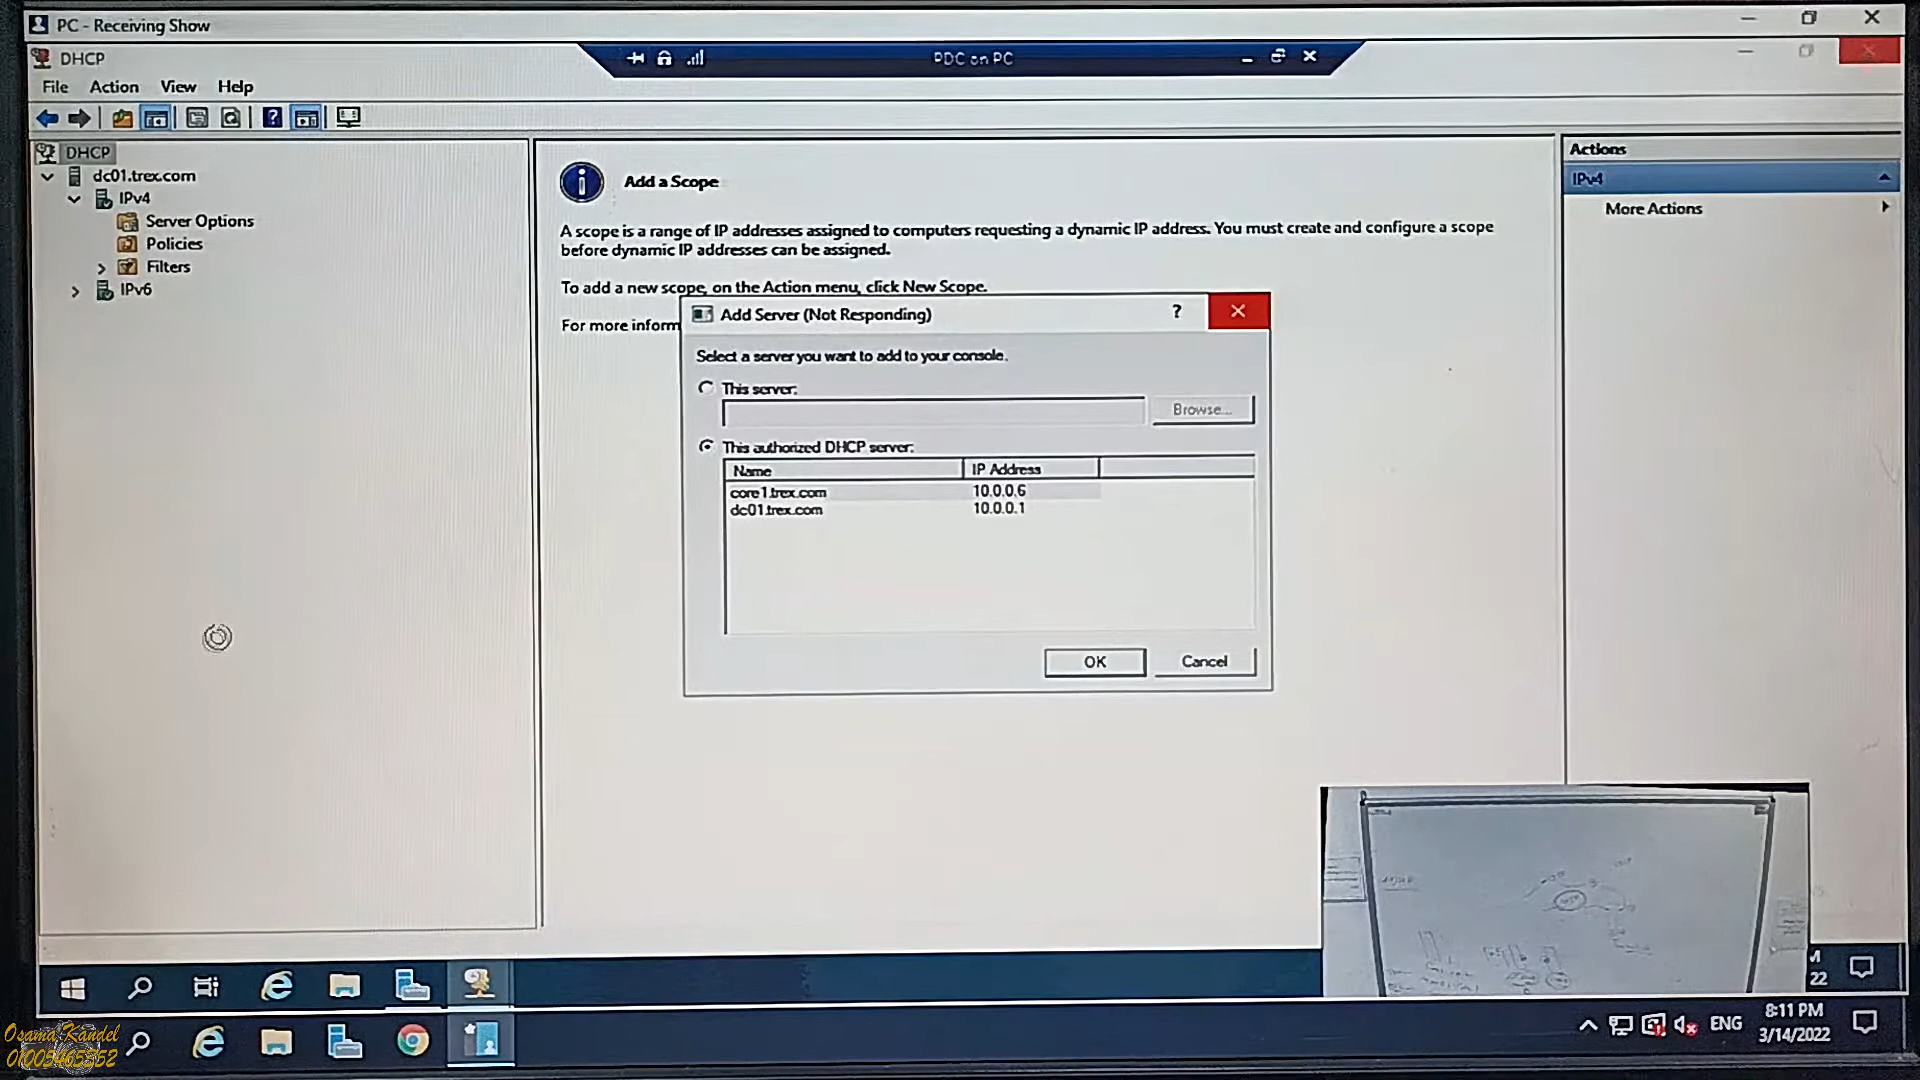 PC - Receiving Show
DHCP
PDC on PC
File Action View Help
DHCP
dc01.trex.com
IPv4
Server Options
Policies
Filters
IPv6
Add a Scope
A scope is a range of IP addresses assigned to computers requesting a dynamic IP address. You must create and configure a scope
before dynamic IP addresses can be assigned.
To add a new scope, on the Action menu, click New Scope.
For more inform
Add Server (Not Responding)
?
Select a server you want to add to your console.
This server:
Browse...
This authorized DHCP server:
Name IP Address
core1.trex.com 10.0.0.6
dc01.trex.com 10.0.0.1
OK Cancel
Actions
IPv4
More Actions
M
22
ENG
8:11 PM
3/14/2022
Osama Kandel
01005465352